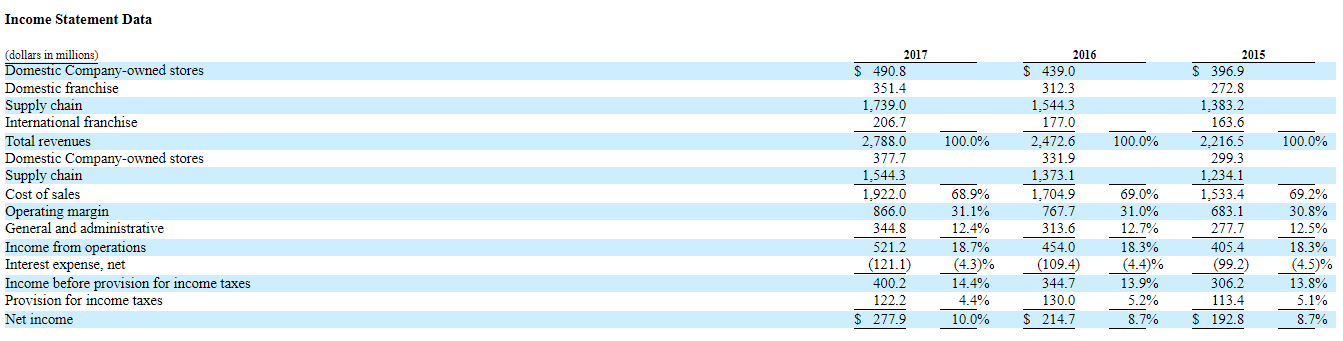 Income Statement Data
(dollars in millions) 2017 2016 2015
Domestic Company-owned stores $ 490.8 $ 439.0 $ 396.9
Domestic franchise 351.4 312.3 272.8
Supply chain 1,739.0 1,544.3 1,383.2
International franchise 206.7 177.0 163.6
Total revenues 2,788.0 100.0% 2,472.6 100.0% 2,216.5 100.0%
Domestic Company-owned stores 377.7 331.9 299.3
Supply chain 1,544.3 1,373.1 1,234.1
Cost of sales 1,922.0 68.9% 1,704.9 69.0% 1,533.4 69.2%
Operating margin 866.0 31.1% 767.7 31.0% 683.1 30.8%
General and administrative 344.8 12.4% 313.6 12.7% 277.7 12.5%
Income from operations 521.2 18.7% 454.0 18.3% 405.4 18.3%
Interest expense, net (121.1) (4.3)% (109.4) (4.4)% (99.2) (4.5)%
Income before provision for income taxes 400.2 14.4% 344.7 13.9% 306.2 13.8%
Provision for income taxes 122.2 4.4% 130.0 5.2% 113.4 5.1%
Net income $ 277.9 10.0% $ 214.7 8.7% $ 192.8 8.7%